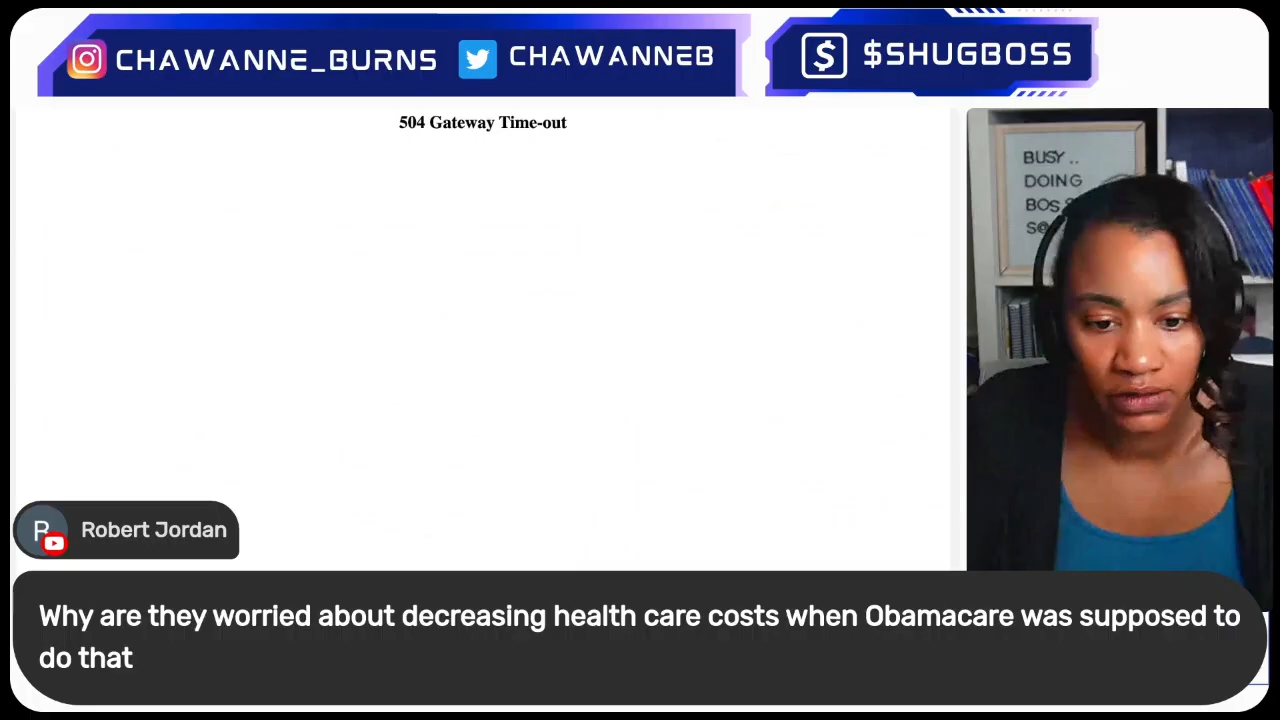 CHAWANNE_BURNS CHAWANNEB $SHUGBOSS
504 Gateway Time-out
BUSY ..
DOING
BOS
S@
Robert Jordan
Why are they worried about decreasing health care costs when Obamacare was supposed to
do that